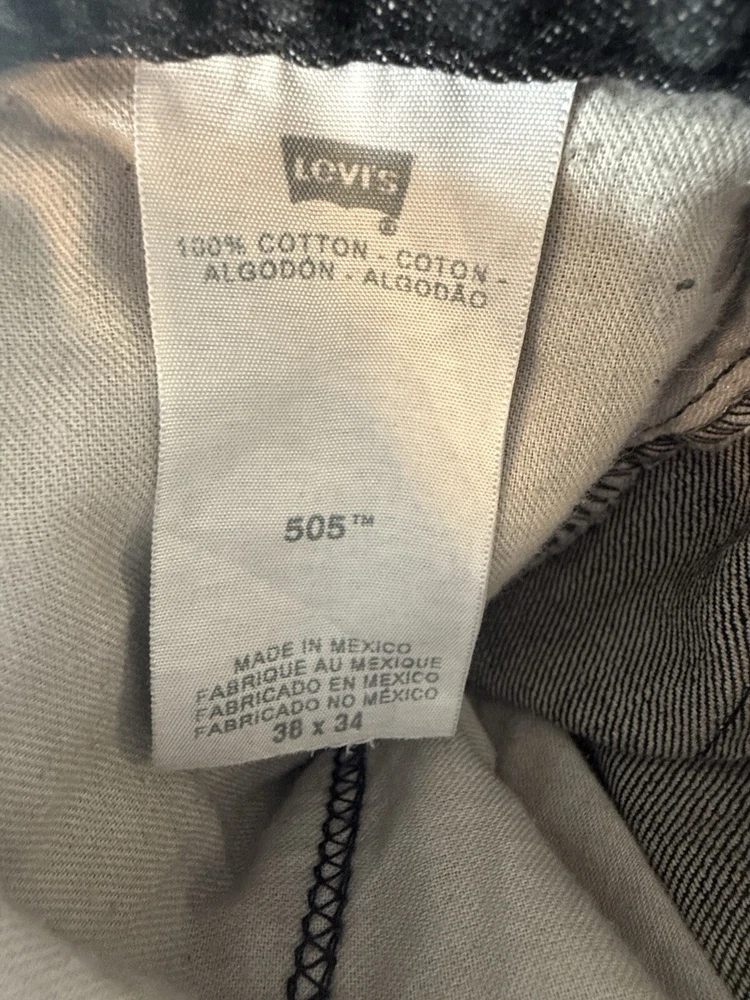 LEVI'S
®
100% COTTON - COTON -
ALGODÓN - ALGODÃO
505™
MADE IN MEXICO
FABRIQUE AU MEXIQUE
FABRICADO EN MEXICO
FABRICADO NO MÉXICO
38 x 34